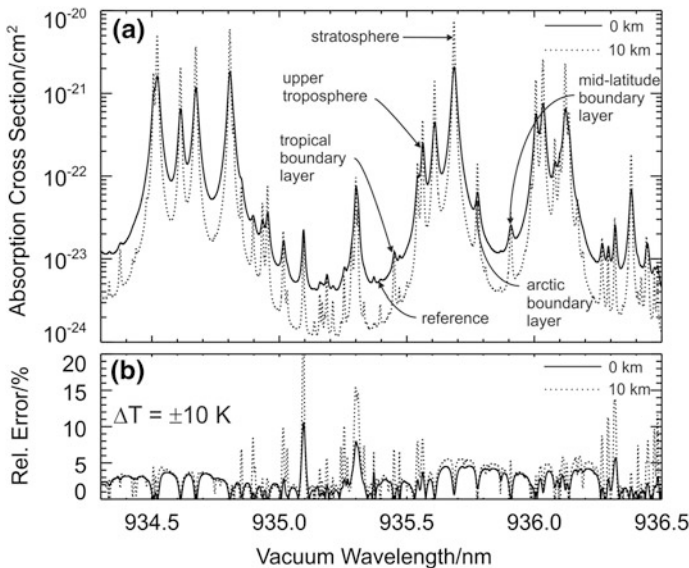 (a)
0 km
10 km
stratosphere
upper
troposphere
tropical
boundary
layer
mid-latitude
boundary
layer
reference
arctic
boundary
layer
Absorption Cross Section/cm²
10⁻²⁰
10⁻²¹
10⁻²²
10⁻²³
10⁻²⁴
(b)
0 km
10 km
ΔT = ±10 K
Rel. Error/%
20
15
10
5
0
934.5
935.0
935.5
936.0
936.5
Vacuum Wavelength/nm